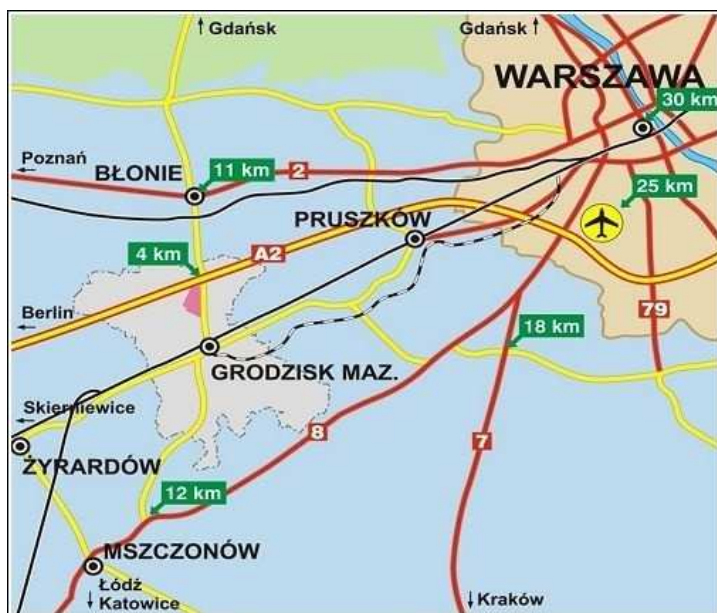 Gdańsk
Gdańsk
WARSZAWA
30 km
Poznań
BŁONIE
11 km
2
25 km
PRUSZKÓW
4 km
A2
Berlin
79
18 km
GRODZISK MAZ.
Skierniewice
8
7
ŻYRARDÓW
12 km
MSZCZONÓW
Łódź
Katowice
Kraków